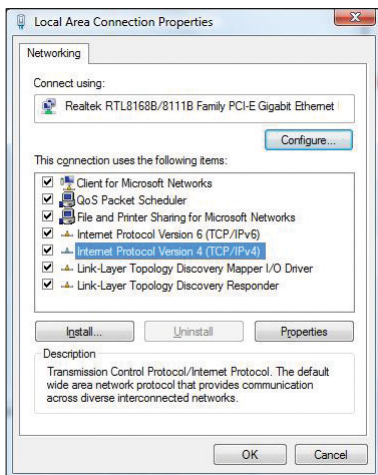 Local Area Connection Properties
Networking
Connect using:
Realtek RTL8168B/8111B Family PCI-E Gigabit Ethernet
Configure...
This connection uses the following items:
Client for Microsoft Networks
QoS Packet Scheduler
File and Printer Sharing for Microsoft Networks
Internet Protocol Version 6 (TCP/IPv6)
Internet Protocol Version 4 (TCP/IPv4)
Link-Layer Topology Discovery Mapper I/O Driver
Link-Layer Topology Discovery Responder
Install...
Uninstall
Properties
Description
Transmission Control Protocol/Internet Protocol. The default
wide area network protocol that provides communication
across diverse interconnected networks.
OK
Cancel